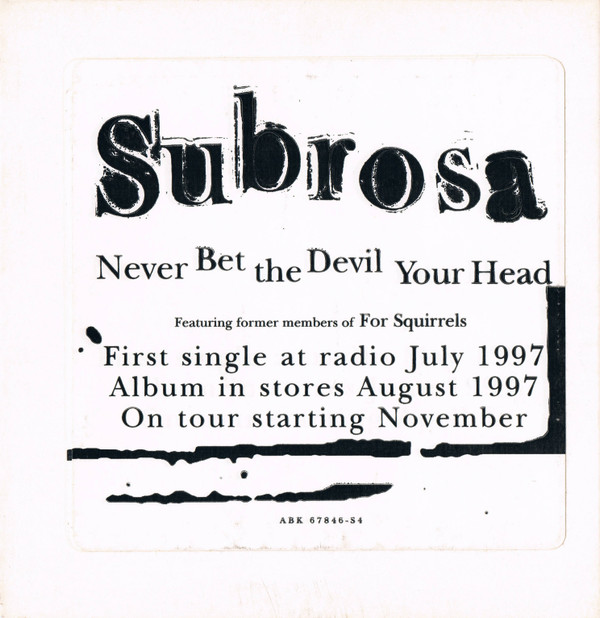 Subrosa
Never Bet the Devil Your Head
Featuring former members of For Squirrels
First single at radio July 1997
Album in stores August 1997
On tour starting November
ABK 67846-S4